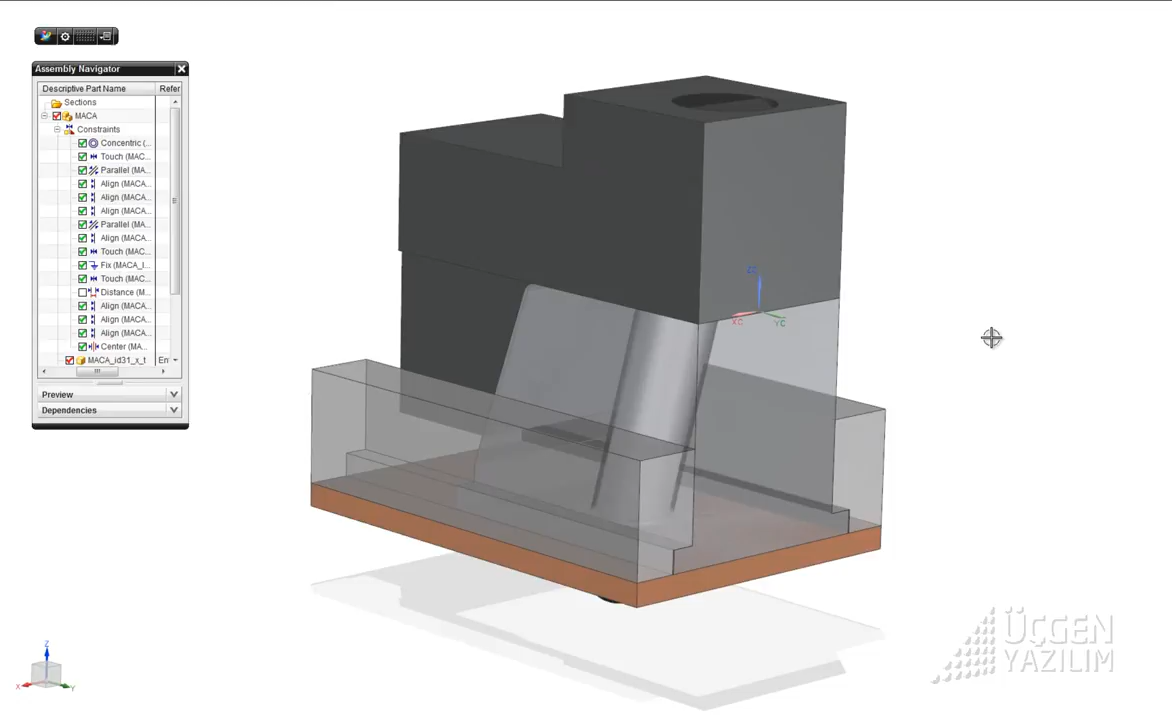 Assembly Navigator
Descriptive Part Name Refer
Sections
MACA
Constraints
Concentric (...
Touch (MAC...
Parallel (MA...
Align (MACA...
Align (MACA...
Align (MACA...
Parallel (MA...
Align (MACA...
Touch (MAC...
Fix (MACA_I...
Touch (MAC...
Distance (M...
Align (MACA...
Align (MACA...
Align (MACA...
Center (MA...
MACA_id31_x_t En
Preview
Dependencies
ZC
XC
YC
Z
X
Y
ÜÇGEN
YAZILIM